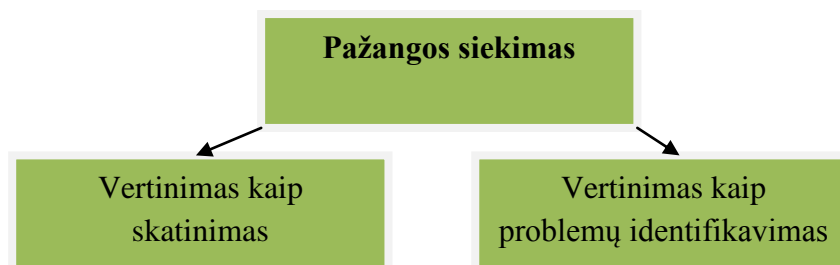 Pažangos siekimas
Vertinimas kaip
skatinimas
Vertinimas kaip
problemų identifikavimas